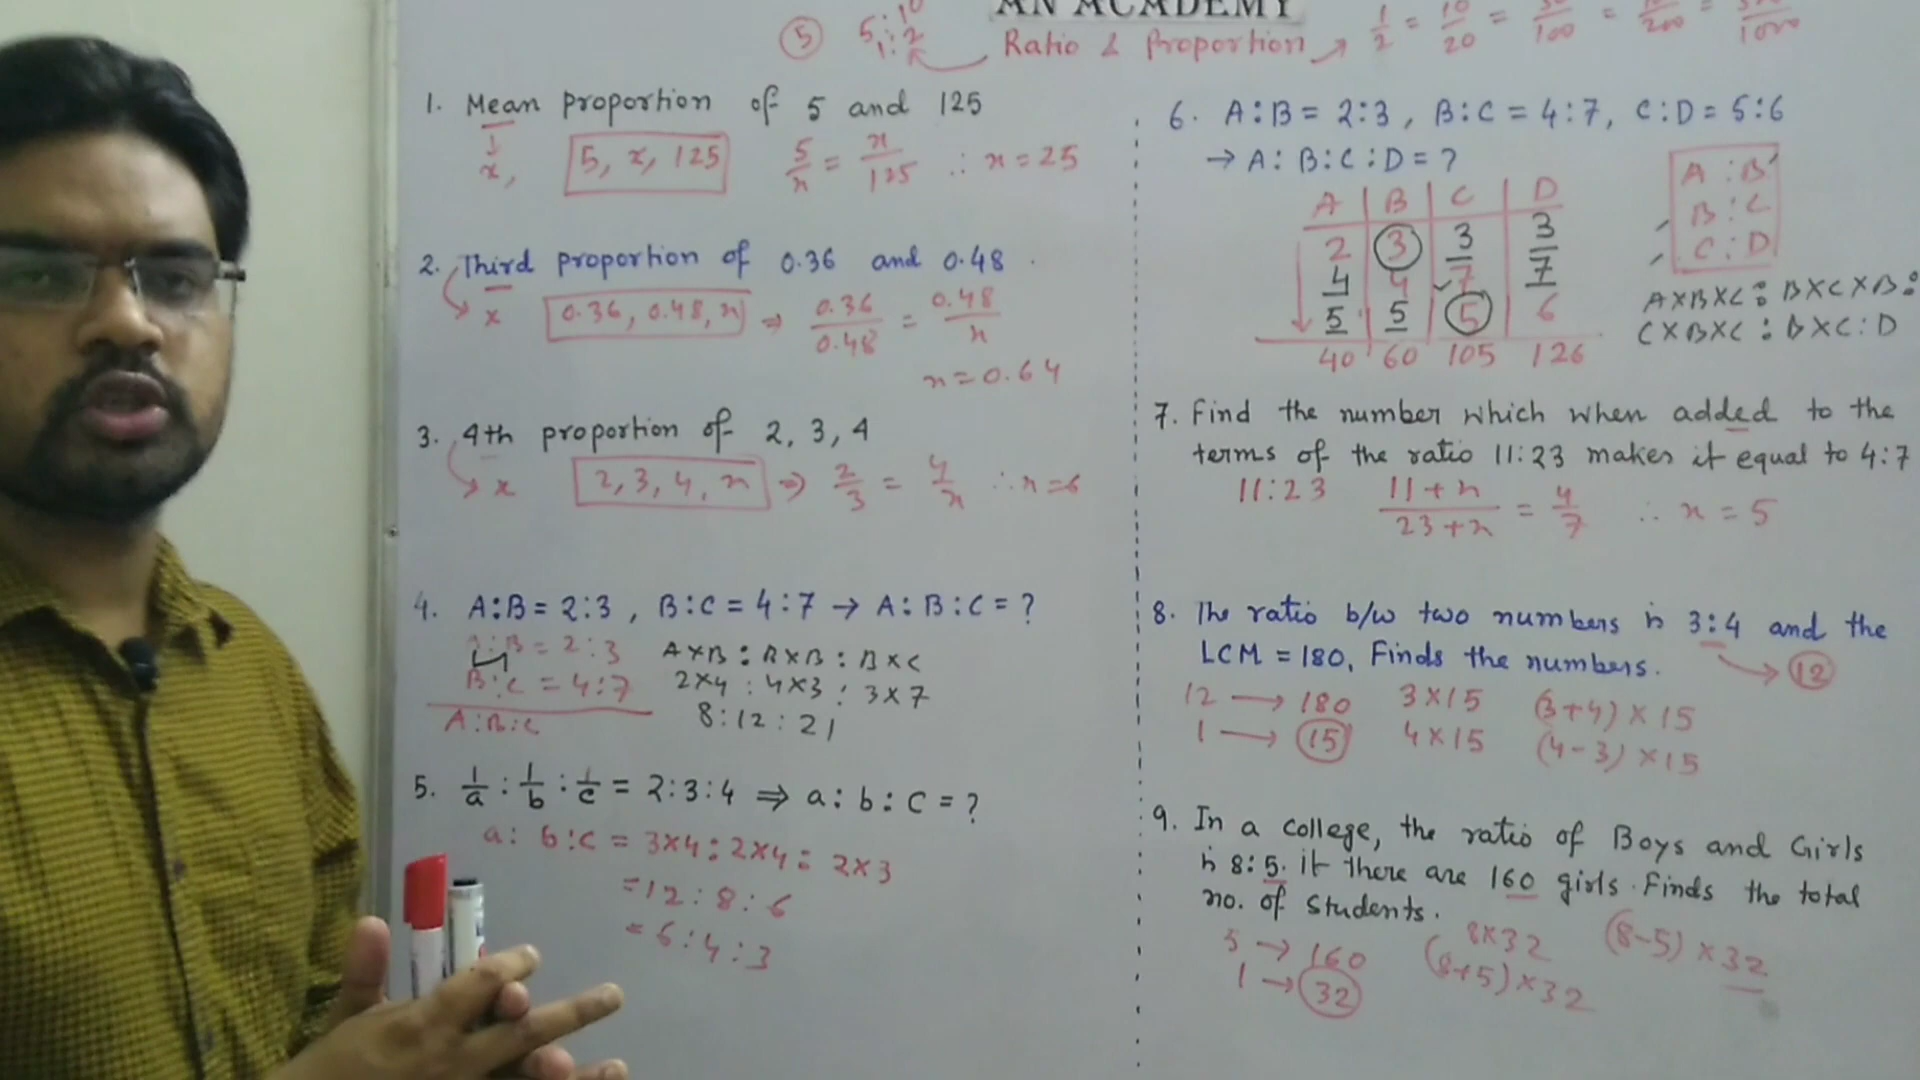 AN ACADEMY
Ratio & Proportion
5
5:10
1:2
1/2 = 10/20 =
1. Mean proportion of 5 and 125
x, 5, x, 125 5/x = x/125 ∴ x = 25
2. Third proportion of 0.36 and 0.48
x 0.36, 0.48, x ⇒ 0.36/0.48 = 0.48/x
x = 0.64
3. 4th proportion of 2, 3, 4
x 2, 3, 4, x ⇒ 2/3 = 4/x ∴ x = 6
4. A:B = 2:3, B:C = 4:7 → A:B:C = ?
A:B = 2:3 A×B : B×B : B×C
B:C = 4:7 2×4 : 4×3 : 3×7
A:B:C 8:12:21
5. 1/a : 1/b : 1/c = 2:3:4 ⇒ a:b:c = ?
a:b:c = 3×4 : 2×4 : 2×3
= 12:8:6
= 6:4:3
6. A:B = 2:3, B:C = 4:7, C:D = 5:6
→ A:B:C:D = ?
A B C D
2 3 3 3
4 4 7 7
5 5 5 6
40 60 105 126
A:B
B:C
C:D
A×B×C : B×C×B :
C×B×C : B×C:D
7. Find the number which when added to the
terms of the ratio 11:23 makes it equal to 4:7
11:23 11+x/23+x = 4/7 ∴ x = 5
8. The ratio b/w two numbers is 3:4 and the
LCM = 180, Finds the numbers. 12
12 → 180 3×15 (3+4)×15
1 → 15 4×15 (4-3)×15
9. In a college, the ratio of Boys and Girls
is 8:5. if there are 160 girls. Finds the total
no. of students.
5 → 160 8×32 (8-5)×32
1 → 32 (8+5)×32